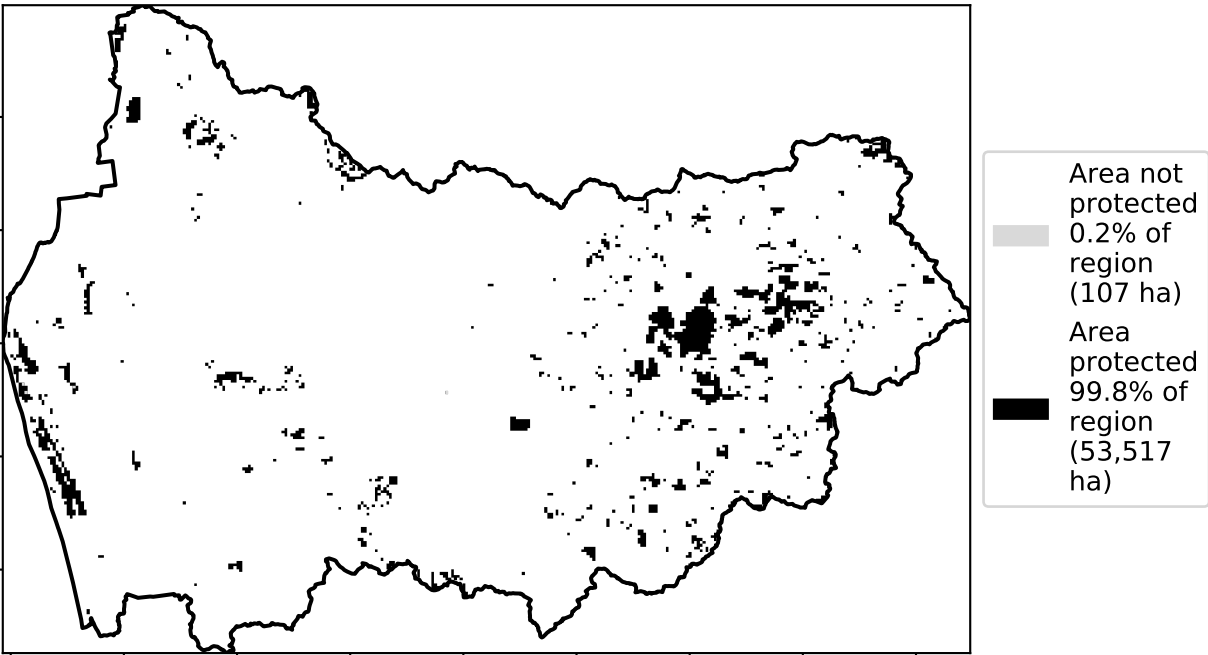 Area not
protected
0.2% of
region
(107 ha)
Area
protected
99.8% of
region
(53,517
ha)